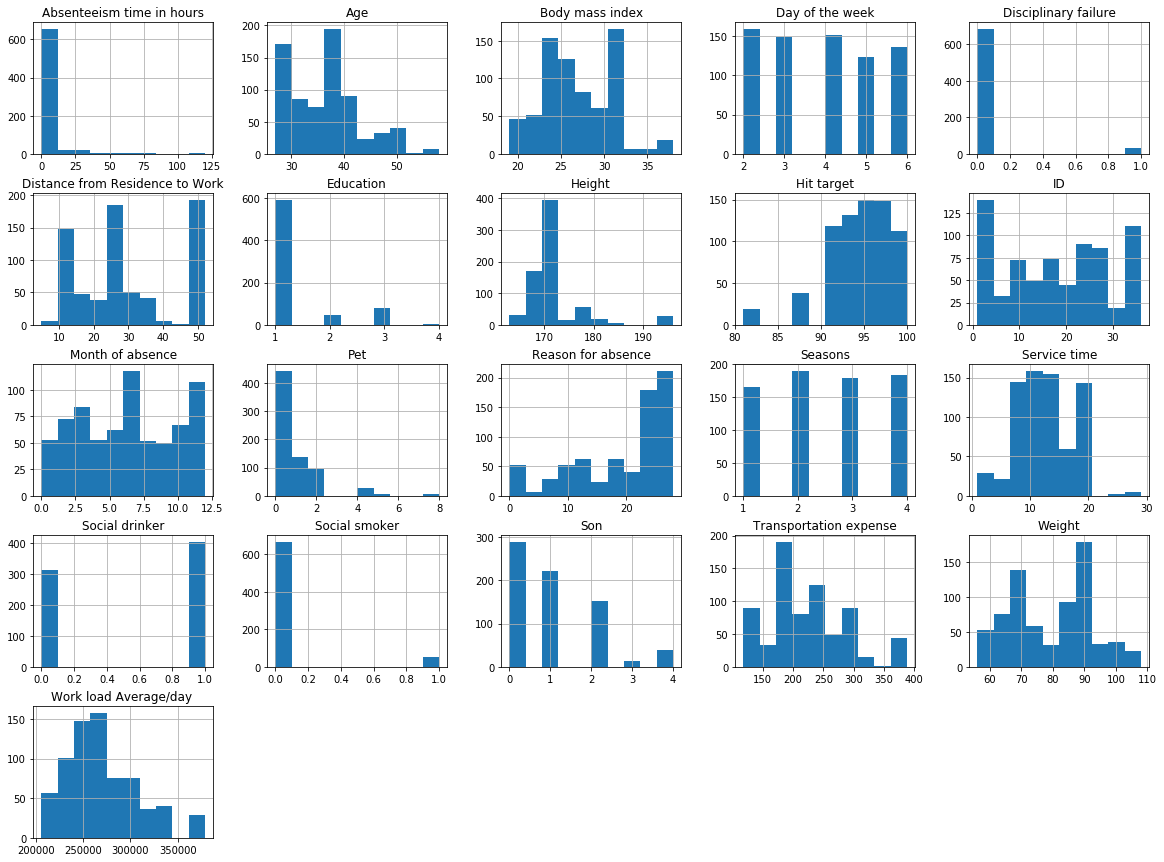 Absenteeism time in hours Age Body mass index Day of the week Disciplinary failure
600 400 200 0
0 25 50 75 100 120
200 150 100 50 0
30 40 50
150 100 50 0
20 25 30 35
150 100 50 0
2 3 4 5 6
600 400 200 0
0.0 0.2 0.4 0.6 0.8 1.0
Distance from Residence to Work Education Height Hit target ID
200 150 100 50 0
10 20 30 40 50
600 400 200 0
1 2 3 4
400 300 200 100 0
170 180 190
150 100 50 0
80 85 90 95 100
125 100 75 50 25 0
0 10 20 30
Month of absence Pet Reason for absence Seasons Service time
100 75 50 25 0
0.0 2.5 5.0 7.5 10.0 12.5
400 300 200 100 0
0 2 4 6 8
200 150 100 50 0
0 10 20
200 150 100 50 0
1 2 3 4
150 100 50 0
0 10 20 30
Social drinker Social smoker Son Transportation expense Weight
400 300 200 100 0
0.0 0.2 0.4 0.6 0.8 1.0
600 400 200 0
0.0 0.2 0.4 0.6 0.8 1.0
300 200 100 0
0 1 2 3 4
200 150 100 50 0
150 200 250 300 350 400
150 100 50 0
60 70 80 90 100 110
Work load Average/day
150 100 50 0
200000 250000 300000 350000